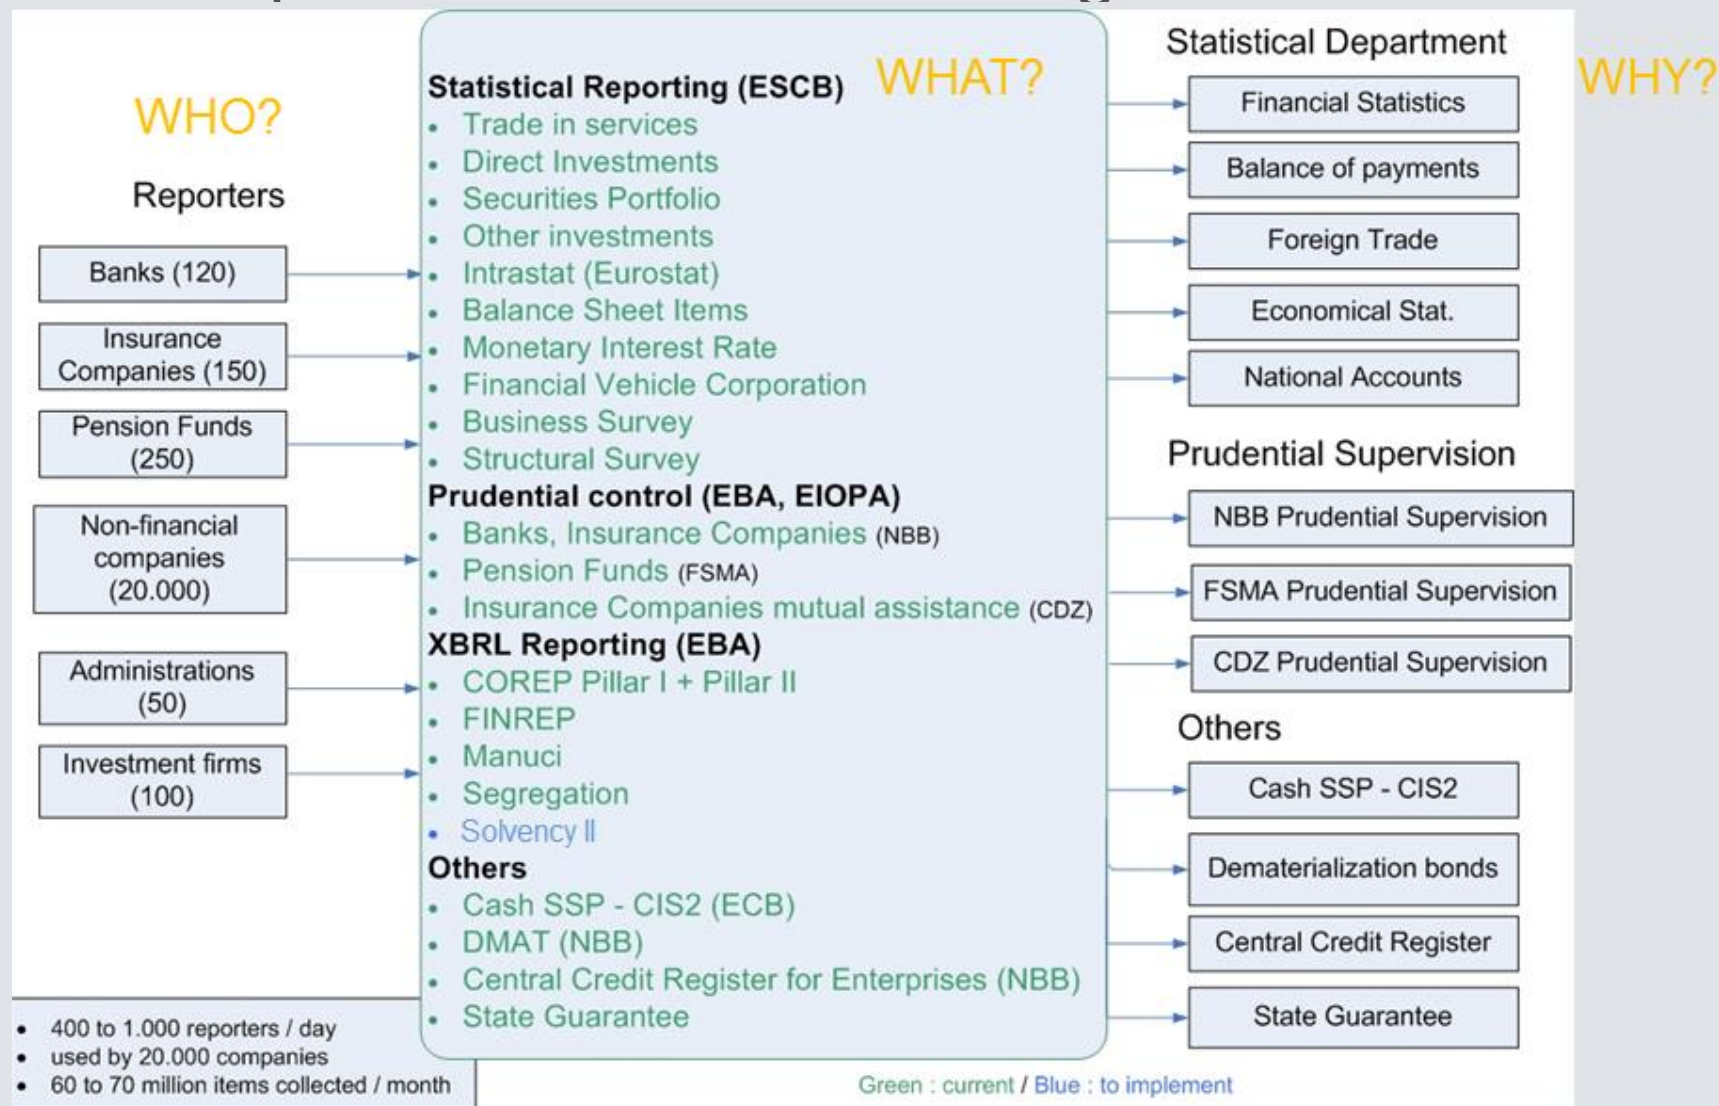 WHO?
Reporters
Banks (120)
Insurance
Companies (150)
Pension Funds
(250)
Non-financial
companies
(20.000)
Administrations
(50)
Investment firms
(100)
• 400 to 1.000 reporters / day
• used by 20.000 companies
• 60 to 70 million items collected / month
WHAT?
Statistical Reporting (ESCB)
• Trade in services
• Direct Investments
• Securities Portfolio
• Other investments
• Intrastat (Eurostat)
• Balance Sheet Items
• Monetary Interest Rate
• Financial Vehicle Corporation
• Business Survey
• Structural Survey
Prudential control (EBA, EIOPA)
• Banks, Insurance Companies (NBB)
• Pension Funds (FSMA)
• Insurance Companies mutual assistance (CDZ)
XBRL Reporting (EBA)
• COREP Pillar I + Pillar II
• FINREP
• Manuci
• Segregation
• Solvency II
Others
• Cash SSP - CIS2 (ECB)
• DMAT (NBB)
• Central Credit Register for Enterprises (NBB)
• State Guarantee
Green : current / Blue : to implement
WHY?
Statistical Department
Financial Statistics
Balance of payments
Foreign Trade
Economical Stat.
National Accounts
Prudential Supervision
NBB Prudential Supervision
FSMA Prudential Supervision
CDZ Prudential Supervision
Others
Cash SSP - CIS2
Dematerialization bonds
Central Credit Register
State Guarantee